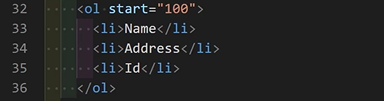 32 <ol start="100">
33 <li>Name</li>
34 <li>Address</li>
35 <li>Id</li>
36 </ol>